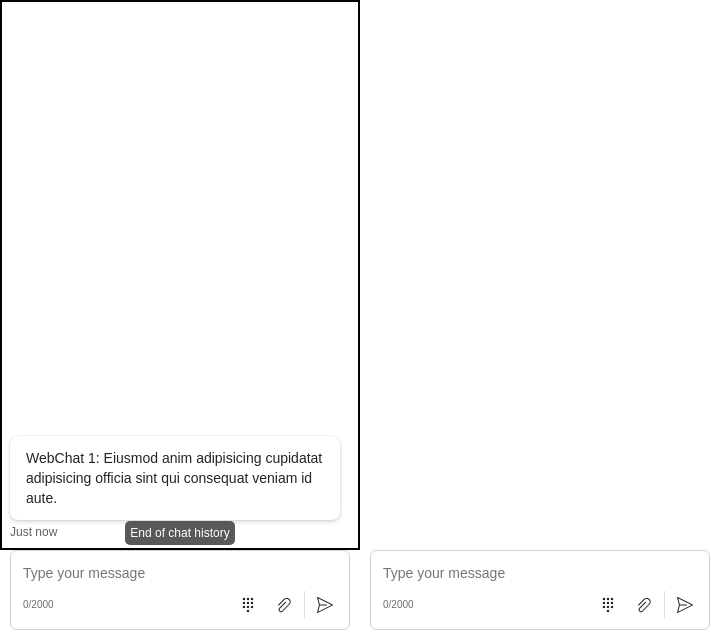 WebChat 1: Eiusmod anim adipisicing cupidatat
adipisicing officia sint qui consequat veniam id
aute.
Just now
End of chat history
Type your message
0/2000
Type your message
0/2000